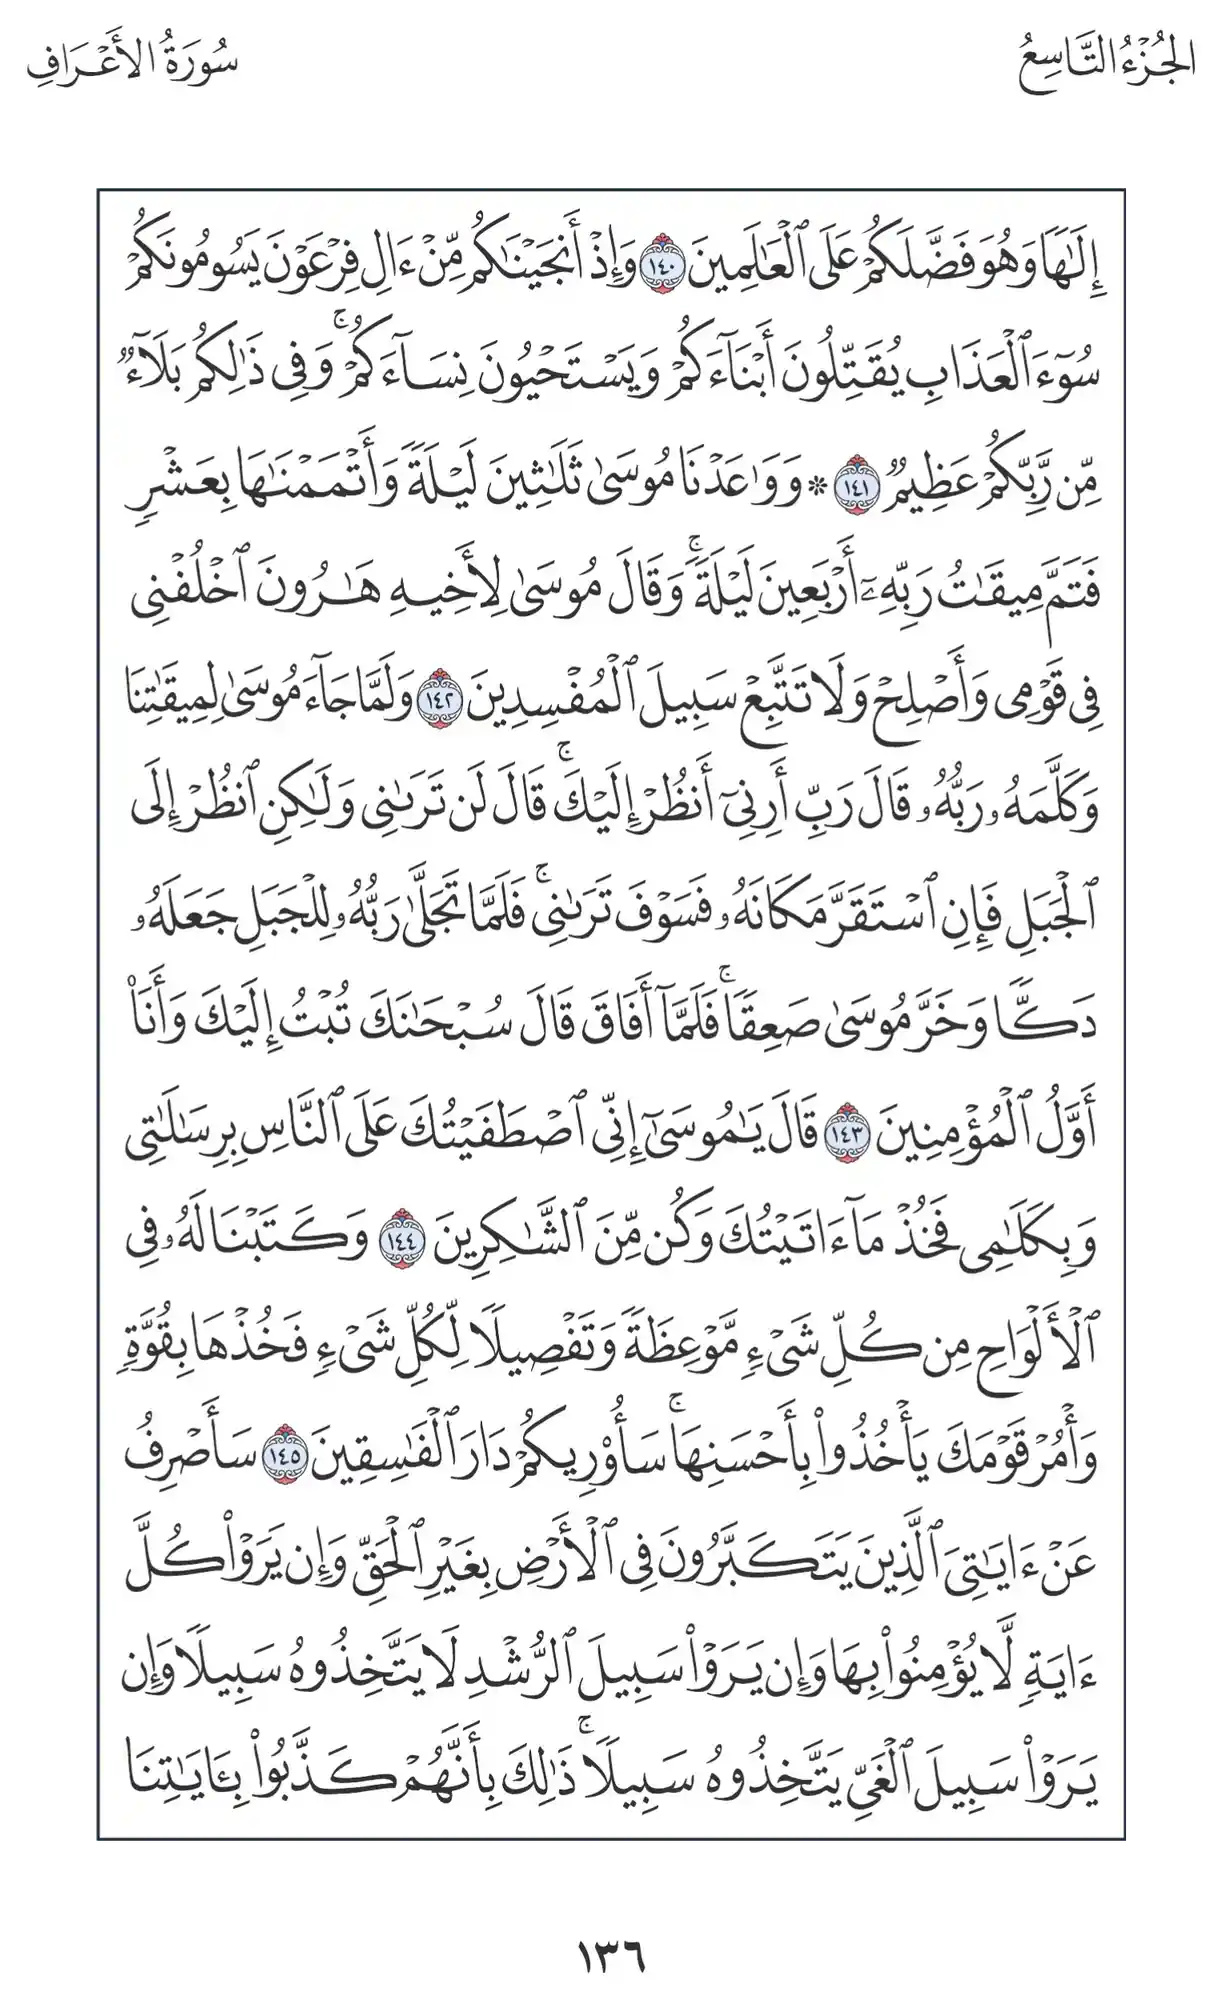 الجُزْءُ التَّاسِعُ
سُورَةُ الأَعْرَافِ
إِلَٰهًا وَهُوَ فَضَّلَكُمْ عَلَى ٱلْعَٰلَمِينَ ١٤٠ وَإِذْ أَنجَيْنَٰكُم مِّنْ ءَالِ فِرْعَوْنَ يَسُومُونَكُمْ
سُوٓءَ ٱلْعَذَابِ يُقَتِّلُونَ أَبْنَآءَكُمْ وَيَسْتَحْيُونَ نِسَآءَكُمْ ۚ وَفِى ذَٰلِكُم بَلَآءٌ
مِّن رَّبِّكُمْ عَظِيمٌ ١٤١ * وَوَٰعَدْنَا مُوسَىٰ ثَلَٰثِينَ لَيْلَةً وَأَتْمَمْنَٰهَا بِعَشْرٍ
فَتَمَّ مِيقَٰتُ رَبِّهِۦٓ أَرْبَعِينَ لَيْلَةً ۚ وَقَالَ مُوسَىٰ لِأَخِيهِ هَٰرُونَ ٱخْلُفْنِى
فِى قَوْمِى وَأَصْلِحْ وَلَا تَتَّبِعْ سَبِيلَ ٱلْمُفْسِدِينَ ١٤٢ وَلَمَّا جَآءَ مُوسَىٰ لِمِيقَٰتِنَا
وَكَلَّمَهُۥ رَبُّهُۥ قَالَ رَبِّ أَرِنِىٓ أَنظُرْ إِلَيْكَ ۚ قَالَ لَن تَرَىٰنِى وَلَٰكِنِ ٱنظُرْ إِلَى
ٱلْجَبَلِ فَإِنِ ٱسْتَقَرَّ مَكَانَهُۥ فَسَوْفَ تَرَىٰنِى ۚ فَلَمَّا تَجَلَّىٰ رَبُّهُۥ لِلْجَبَلِ جَعَلَهُۥ
دَكًّا وَخَرَّ مُوسَىٰ صَعِقًا ۚ فَلَمَّآ أَفَاقَ قَالَ سُبْحَٰنَكَ تُبْتُ إِلَيْكَ وَأَنَا۠
أَوَّلُ ٱلْمُؤْمِنِينَ ١٤٣ قَالَ يَٰمُوسَىٰٓ إِنِّى ٱصْطَفَيْتُكَ عَلَى ٱلنَّاسِ بِرِسَٰلَٰتِى
وَبِكَلَٰمِى فَخُذْ مَآ ءَاتَيْتُكَ وَكُن مِّنَ ٱلشَّٰكِرِينَ ١٤٤ وَكَتَبْنَا لَهُۥ فِى
ٱلْأَلْوَاحِ مِن كُلِّ شَىْءٍ مَّوْعِظَةً وَتَفْصِيلًا لِّكُلِّ شَىْءٍ فَخُذْهَا بِقُوَّةٍ
وَأْمُرْ قَوْمَكَ يَأْخُذُوا۟ بِأَحْسَنِهَا ۚ سَأُو۟رِيكُمْ دَارَ ٱلْفَٰسِقِينَ ١٤٥ سَأَصْرِفُ
عَنْ ءَايَٰتِىَ ٱلَّذِينَ يَتَكَبَّرُونَ فِى ٱلْأَرْضِ بِغَيْرِ ٱلْحَقِّ وَإِن يَرَوْا۟ كُلَّ
ءَايَةٍ لَّا يُؤْمِنُوا۟ بِهَا وَإِن يَرَوْا۟ سَبِيلَ ٱلرُّشْدِ لَا يَتَّخِذُوهُ سَبِيلًا وَإِن
يَرَوْا۟ سَبِيلَ ٱلْغَىِّ يَتَّخِذُوهُ سَبِيلًا ۚ ذَٰلِكَ بِأَنَّهُمْ كَذَّبُوا۟ بِـَٔايَٰتِنَا
١٣٦